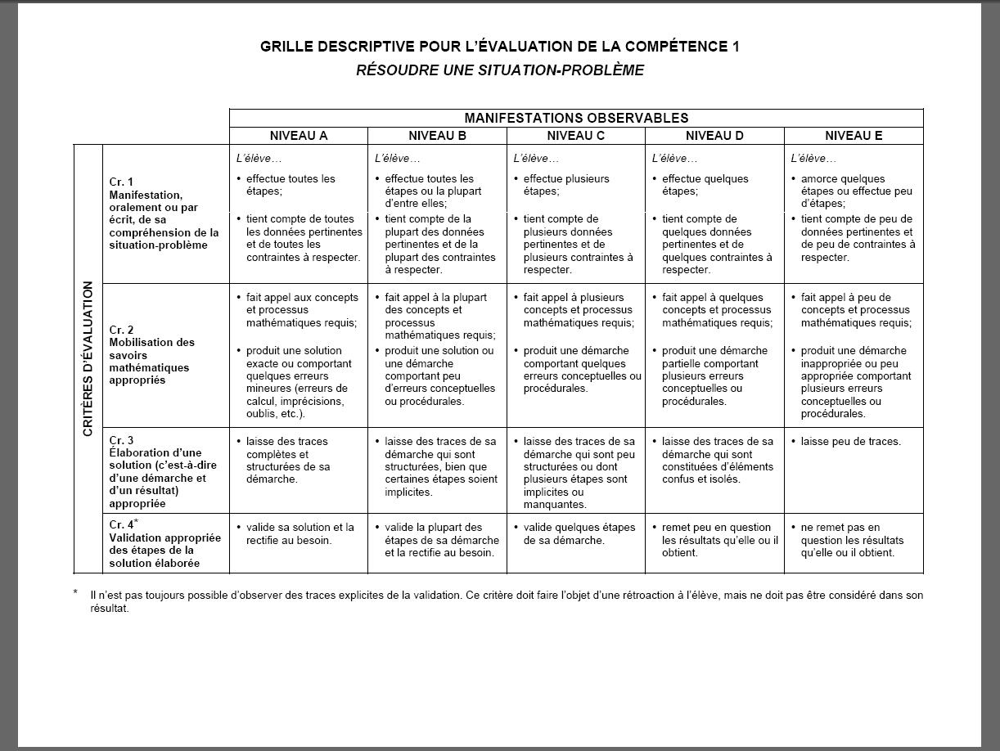 GRILLE DESCRIPTIVE POUR L'ÉVALUATION DE LA COMPÉTENCE 1
RÉSOUDRE UNE SITUATION-PROBLÈME
MANIFESTATIONS OBSERVABLES
NIVEAU A
NIVEAU B
NIVEAU C
NIVEAU D
NIVEAU E
CRITÈRES D'ÉVALUATION
Cr. 1
Manifestation,
oralement ou par
écrit, de sa
compréhension de la
situation-problème
L'élève…
• effectue toutes les
étapes;
• tient compte de toutes
les données pertinentes
et de toutes les
contraintes à respecter.
L'élève…
• effectue toutes les
étapes ou la plupart
d'entre elles;
• tient compte de la
plupart des données
pertinentes et de la
plupart des contraintes
à respecter.
L'élève…
• effectue plusieurs
étapes;
• tient compte de
plusieurs données
pertinentes et de
plusieurs contraintes à
respecter.
L'élève…
• effectue quelques
étapes;
• tient compte de
quelques données
pertinentes et de
quelques contraintes à
respecter.
L'élève…
• amorce quelques
étapes ou effectue peu
d'étapes;
• tient compte de peu de
données pertinentes et
de peu de contraintes à
respecter.
Cr. 2
Mobilisation des
savoirs
mathématiques
appropriés
• fait appel aux concepts
et processus
mathématiques requis;
• produit une solution
exacte ou comportant
quelques erreurs
mineures (erreurs de
calcul, imprécisions,
oublis, etc.).
• fait appel à la plupart
des concepts et
processus
mathématiques requis;
• produit une solution ou
une démarche
comportant peu
d'erreurs conceptuelles
ou procédurales.
• fait appel à plusieurs
concepts et processus
mathématiques requis;
• produit une démarche
comportant quelques
erreurs conceptuelles ou
procédurales.
• fait appel à quelques
concepts et processus
mathématiques requis;
• produit une démarche
partielle comportant
plusieurs erreurs
conceptuelles ou
procédurales.
• fait appel à peu de
concepts et processus
mathématiques requis;
• produit une démarche
inappropriée ou peu
appropriée comportant
plusieurs erreurs
conceptuelles ou
procédurales.
Cr. 3
Élaboration d'une
solution (c'est-à-dire
d'une démarche et
d'un résultat)
appropriée
• laisse des traces
complètes et
structurées de sa
démarche.
• laisse des traces de sa
démarche qui sont
structurées, bien que
certaines étapes soient
implicites.
• laisse des traces de sa
démarche qui sont peu
structurées ou dont
plusieurs étapes sont
implicites ou
manquantes.
• laisse des traces de sa
démarche qui sont
constituées d'éléments
confus et isolés.
• laisse peu de traces.
Cr. 4*
Validation appropriée
des étapes de la
solution élaborée
• valide sa solution et la
rectifie au besoin.
• valide la plupart des
étapes de sa démarche
et la rectifie au besoin.
• valide quelques étapes
de sa démarche.
• remet peu en question
les résultats qu'elle ou il
obtient.
• ne remet pas en
question les résultats
qu'elle ou il obtient.
* Il n'est pas toujours possible d'observer des traces explicites de la validation. Ce critère doit faire l'objet d'une rétroaction à l'élève, mais ne doit pas être considéré dans son
résultat.